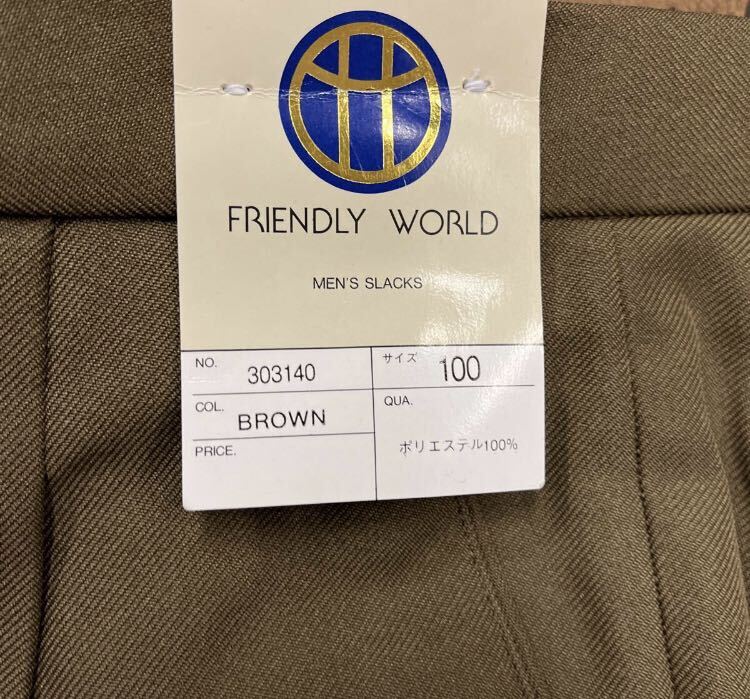 FRIENDLY WORLD
MEN'S SLACKS
NO. 303140
サイズ 100
COL. BROWN
QUA. ポリエステル100%
PRICE.